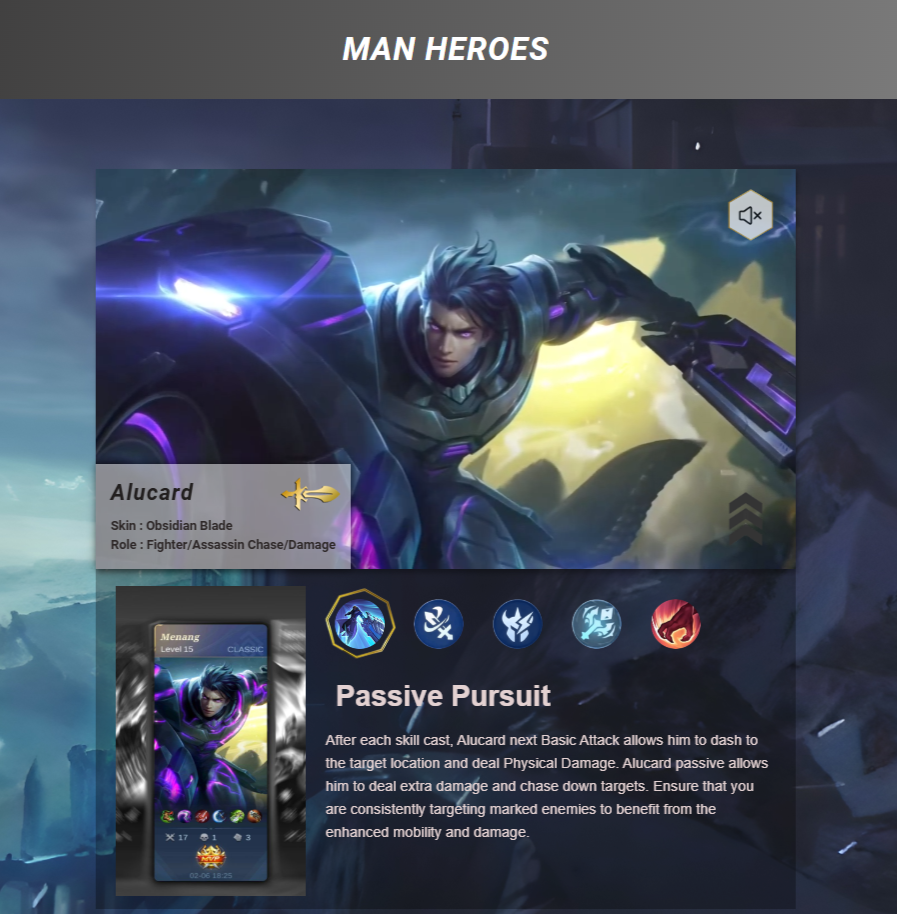 MAN HEROES
Alucard
Skin : Obsidian Blade
Role : Fighter/Assassin Chase/Damage
Menang
Level 15
CLASSIC
17
1
3
MVP
02-06 18:25
Passive Pursuit
After each skill cast, Alucard next Basic Attack allows him to dash to
the target location and deal Physical Damage. Alucard passive allows
him to deal extra damage and chase down targets. Ensure that you
are consistently targeting marked enemies to benefit from the
enhanced mobility and damage.